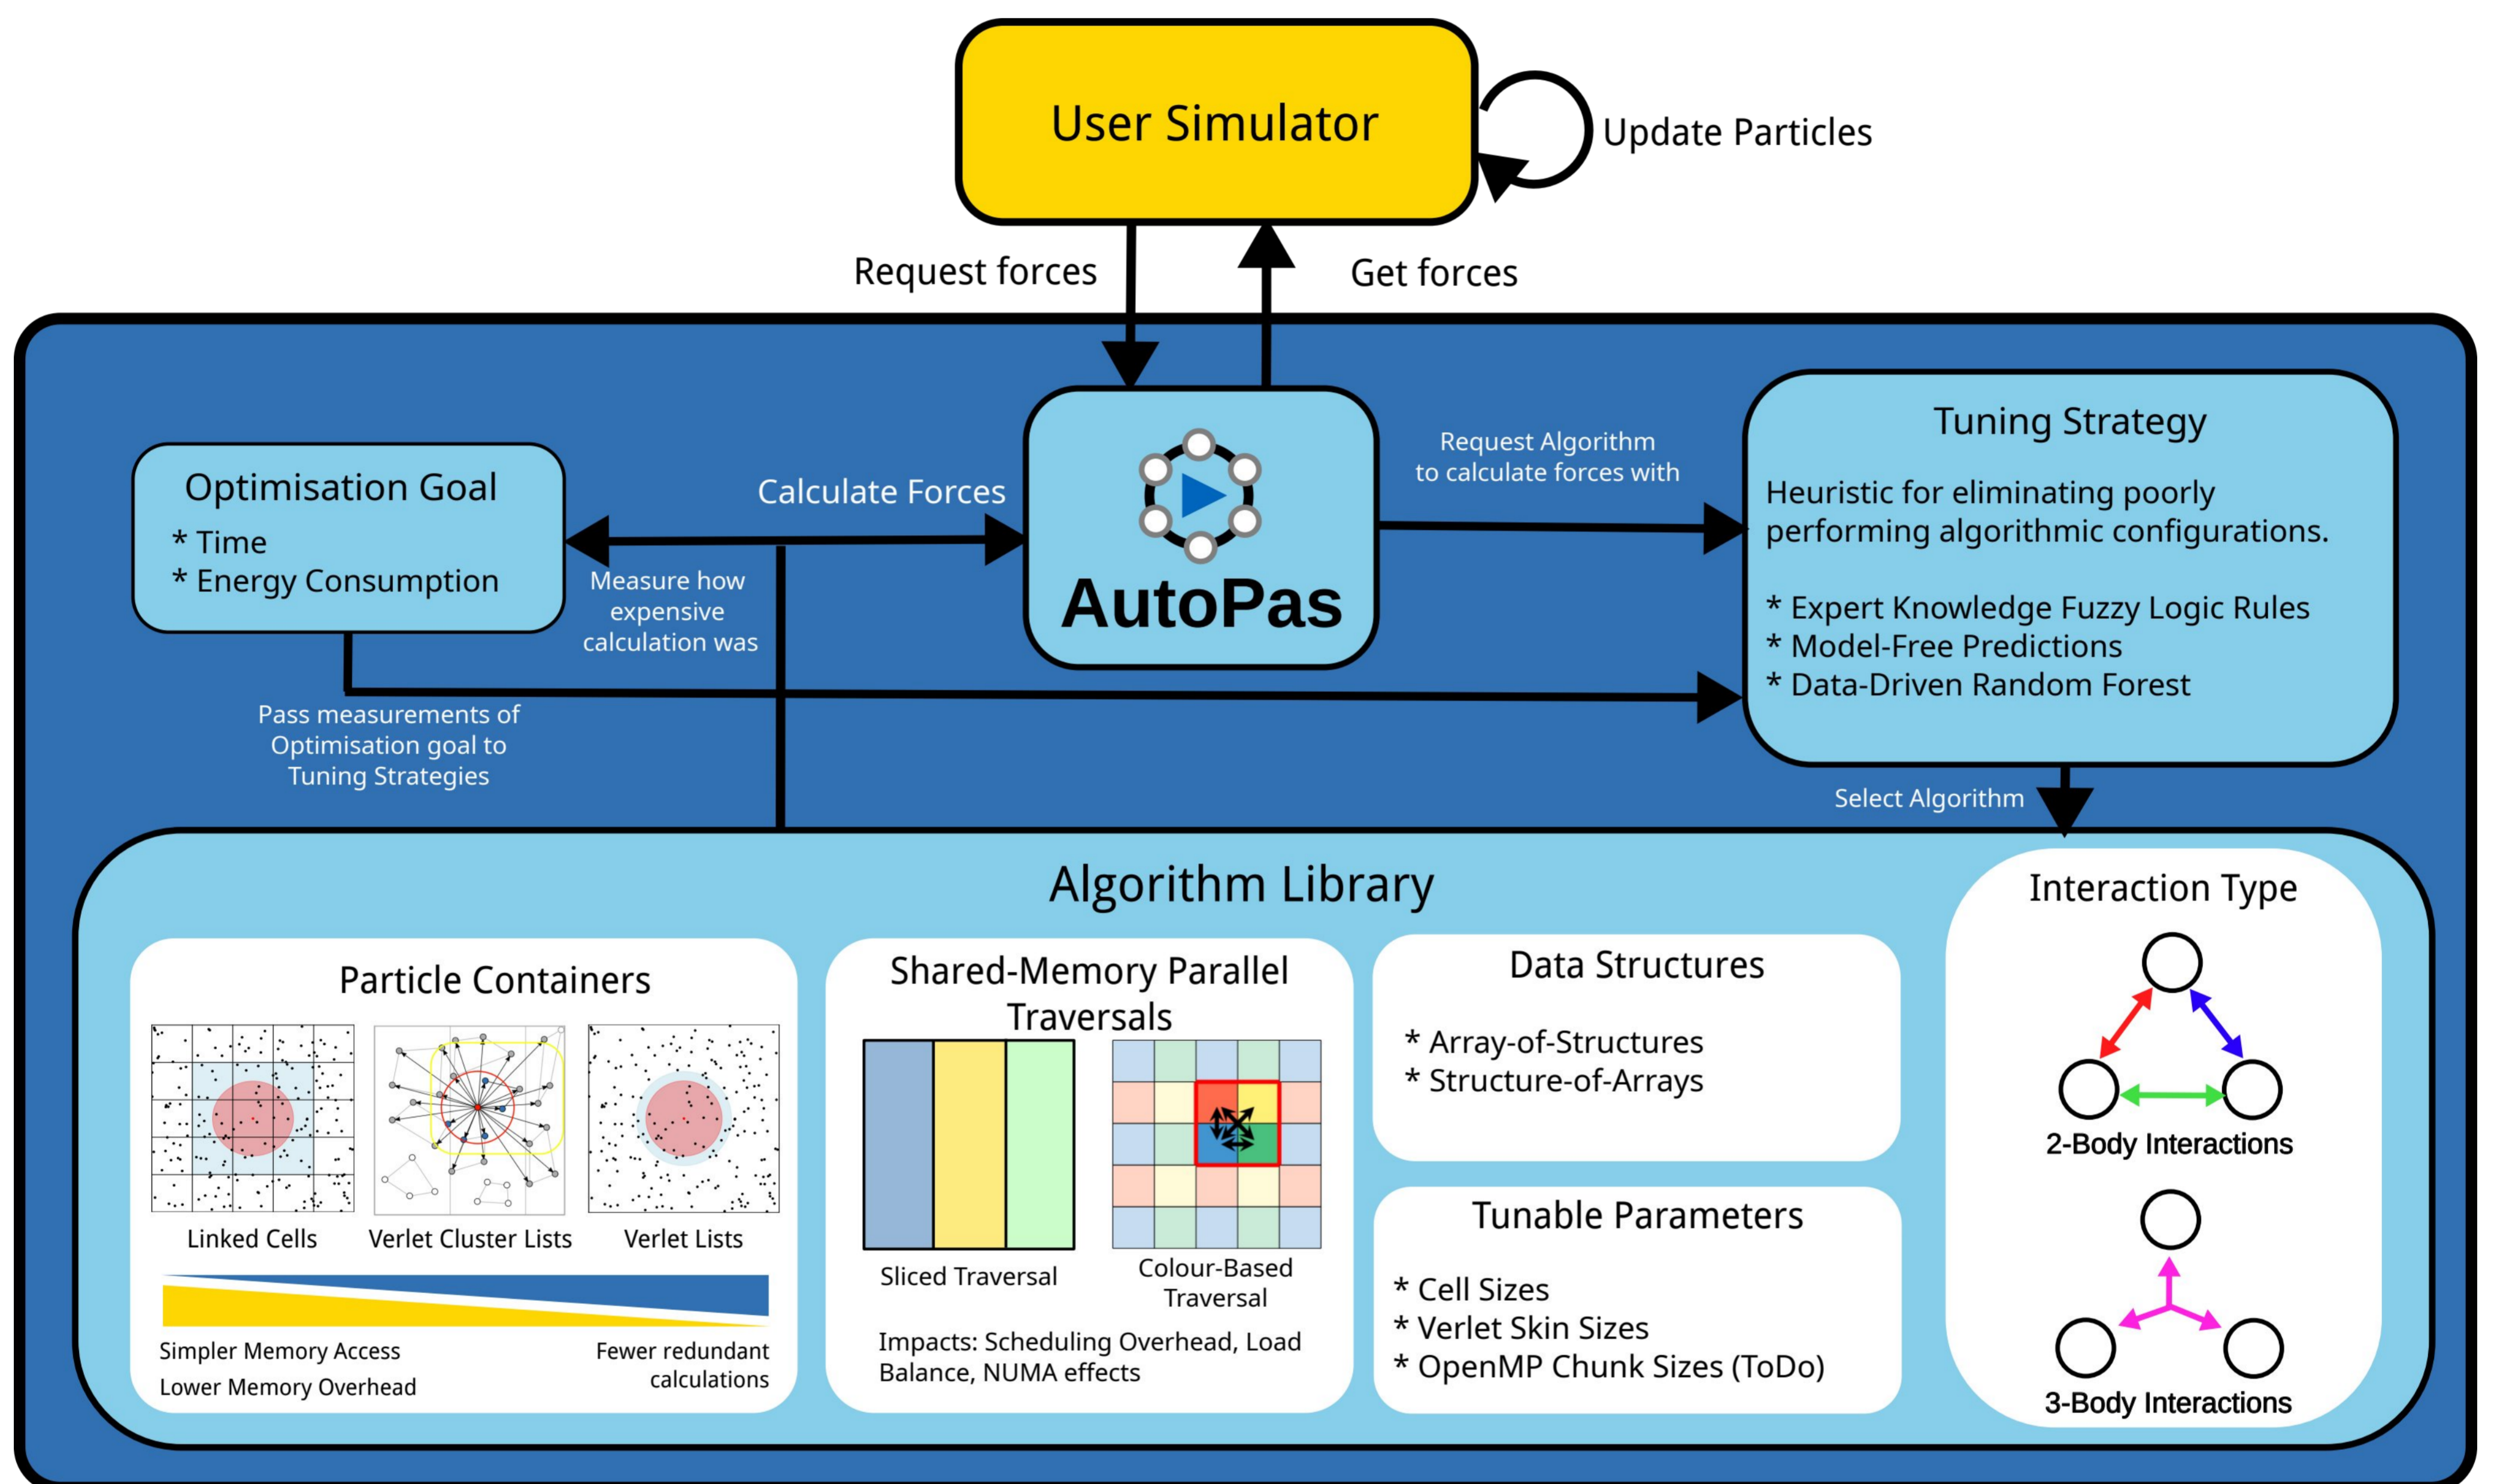 User Simulator
Update Particles
Request forces
Get forces
Optimisation Goal
* Time
* Energy Consumption
Calculate Forces
Measure how
expensive
calculation was
AutoPas
Request Algorithm
to calculate forces with
Tuning Strategy
Heuristic for eliminating poorly
performing algorithmic configurations.
* Expert Knowledge Fuzzy Logic Rules
* Model-Free Predictions
* Data-Driven Random Forest
Pass measurements of
Optimisation goal to
Tuning Strategies
Select Algorithm
Algorithm Library
Particle Containers
Linked Cells
Verlet Cluster Lists
Verlet Lists
Simpler Memory Access
Lower Memory Overhead
Fewer redundant
calculations
Shared-Memory Parallel
Traversals
Sliced Traversal
Colour-Based
Traversal
Impacts: Scheduling Overhead, Load
Balance, NUMA effects
Data Structures
* Array-of-Structures
* Structure-of-Arrays
Tunable Parameters
* Cell Sizes
* Verlet Skin Sizes
* OpenMP Chunk Sizes (ToDo)
Interaction Type
2-Body Interactions
3-Body Interactions